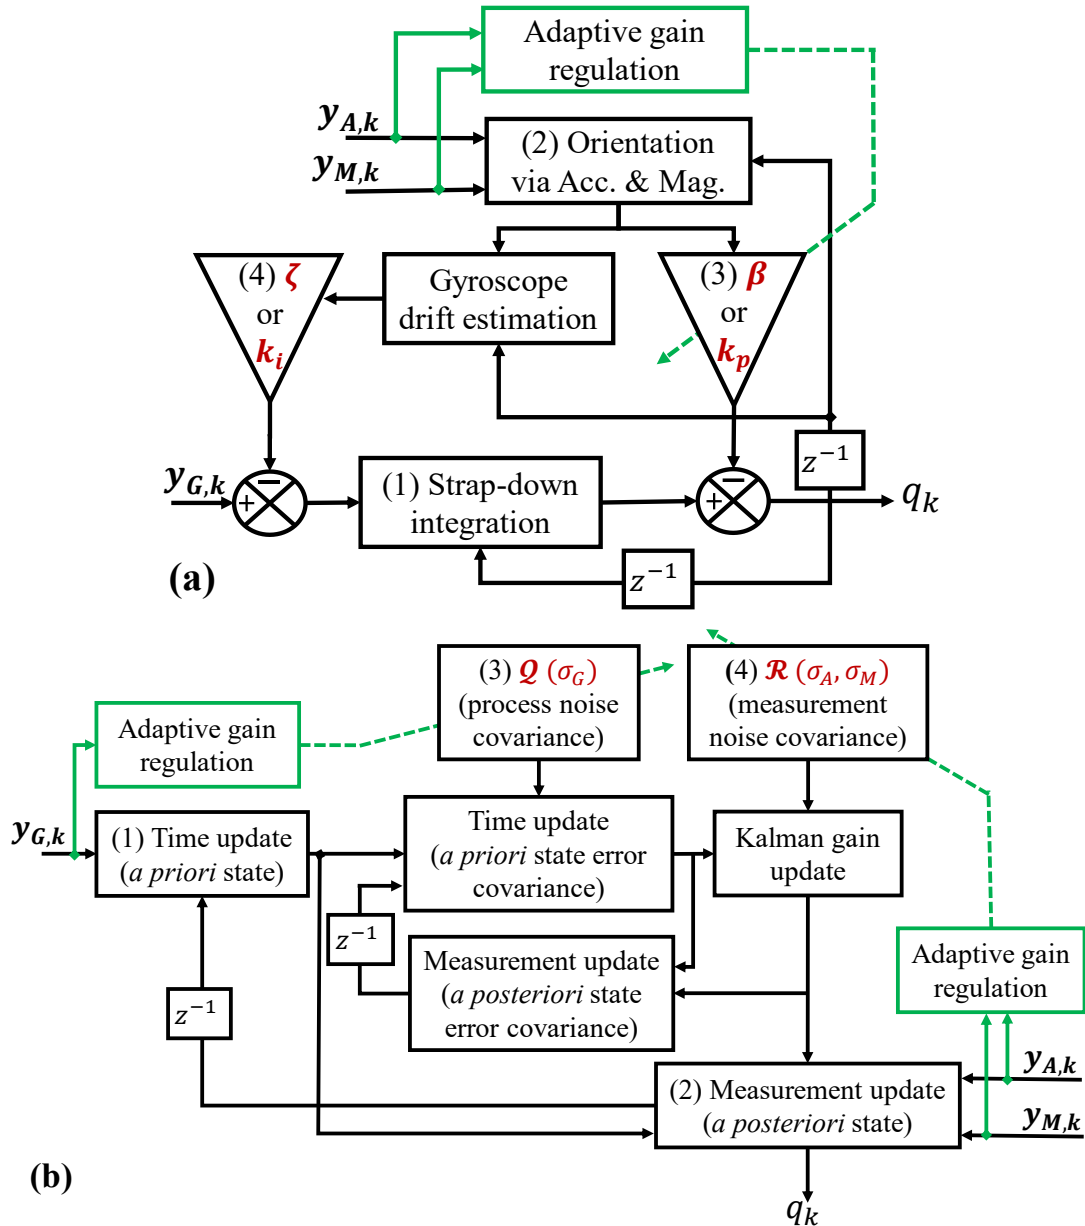 Adaptive gain
regulation
y_{A,k}
y_{M,k}
(2) Orientation
via Acc. & Mag.
(4) ζ
or
k_i
Gyroscope
drift estimation
(3) β
or
k_p
z^{-1}
y_{G,k}
+
−
(1) Strap-down
integration
+
−
q_k
z^{-1}
(a)
(3) 𝓠 (σ_G)
(process noise
covariance)
(4) 𝓡 (σ_A, σ_M)
(measurement
noise covariance)
Adaptive gain
regulation
y_{G,k}
(1) Time update
(a priori state)
Time update
(a priori state error
covariance)
Kalman gain
update
z^{-1}
Measurement update
(a posteriori state
error covariance)
Adaptive gain
regulation
z^{-1}
(2) Measurement update
(a posteriori state)
y_{A,k}
y_{M,k}
(b)
q_k